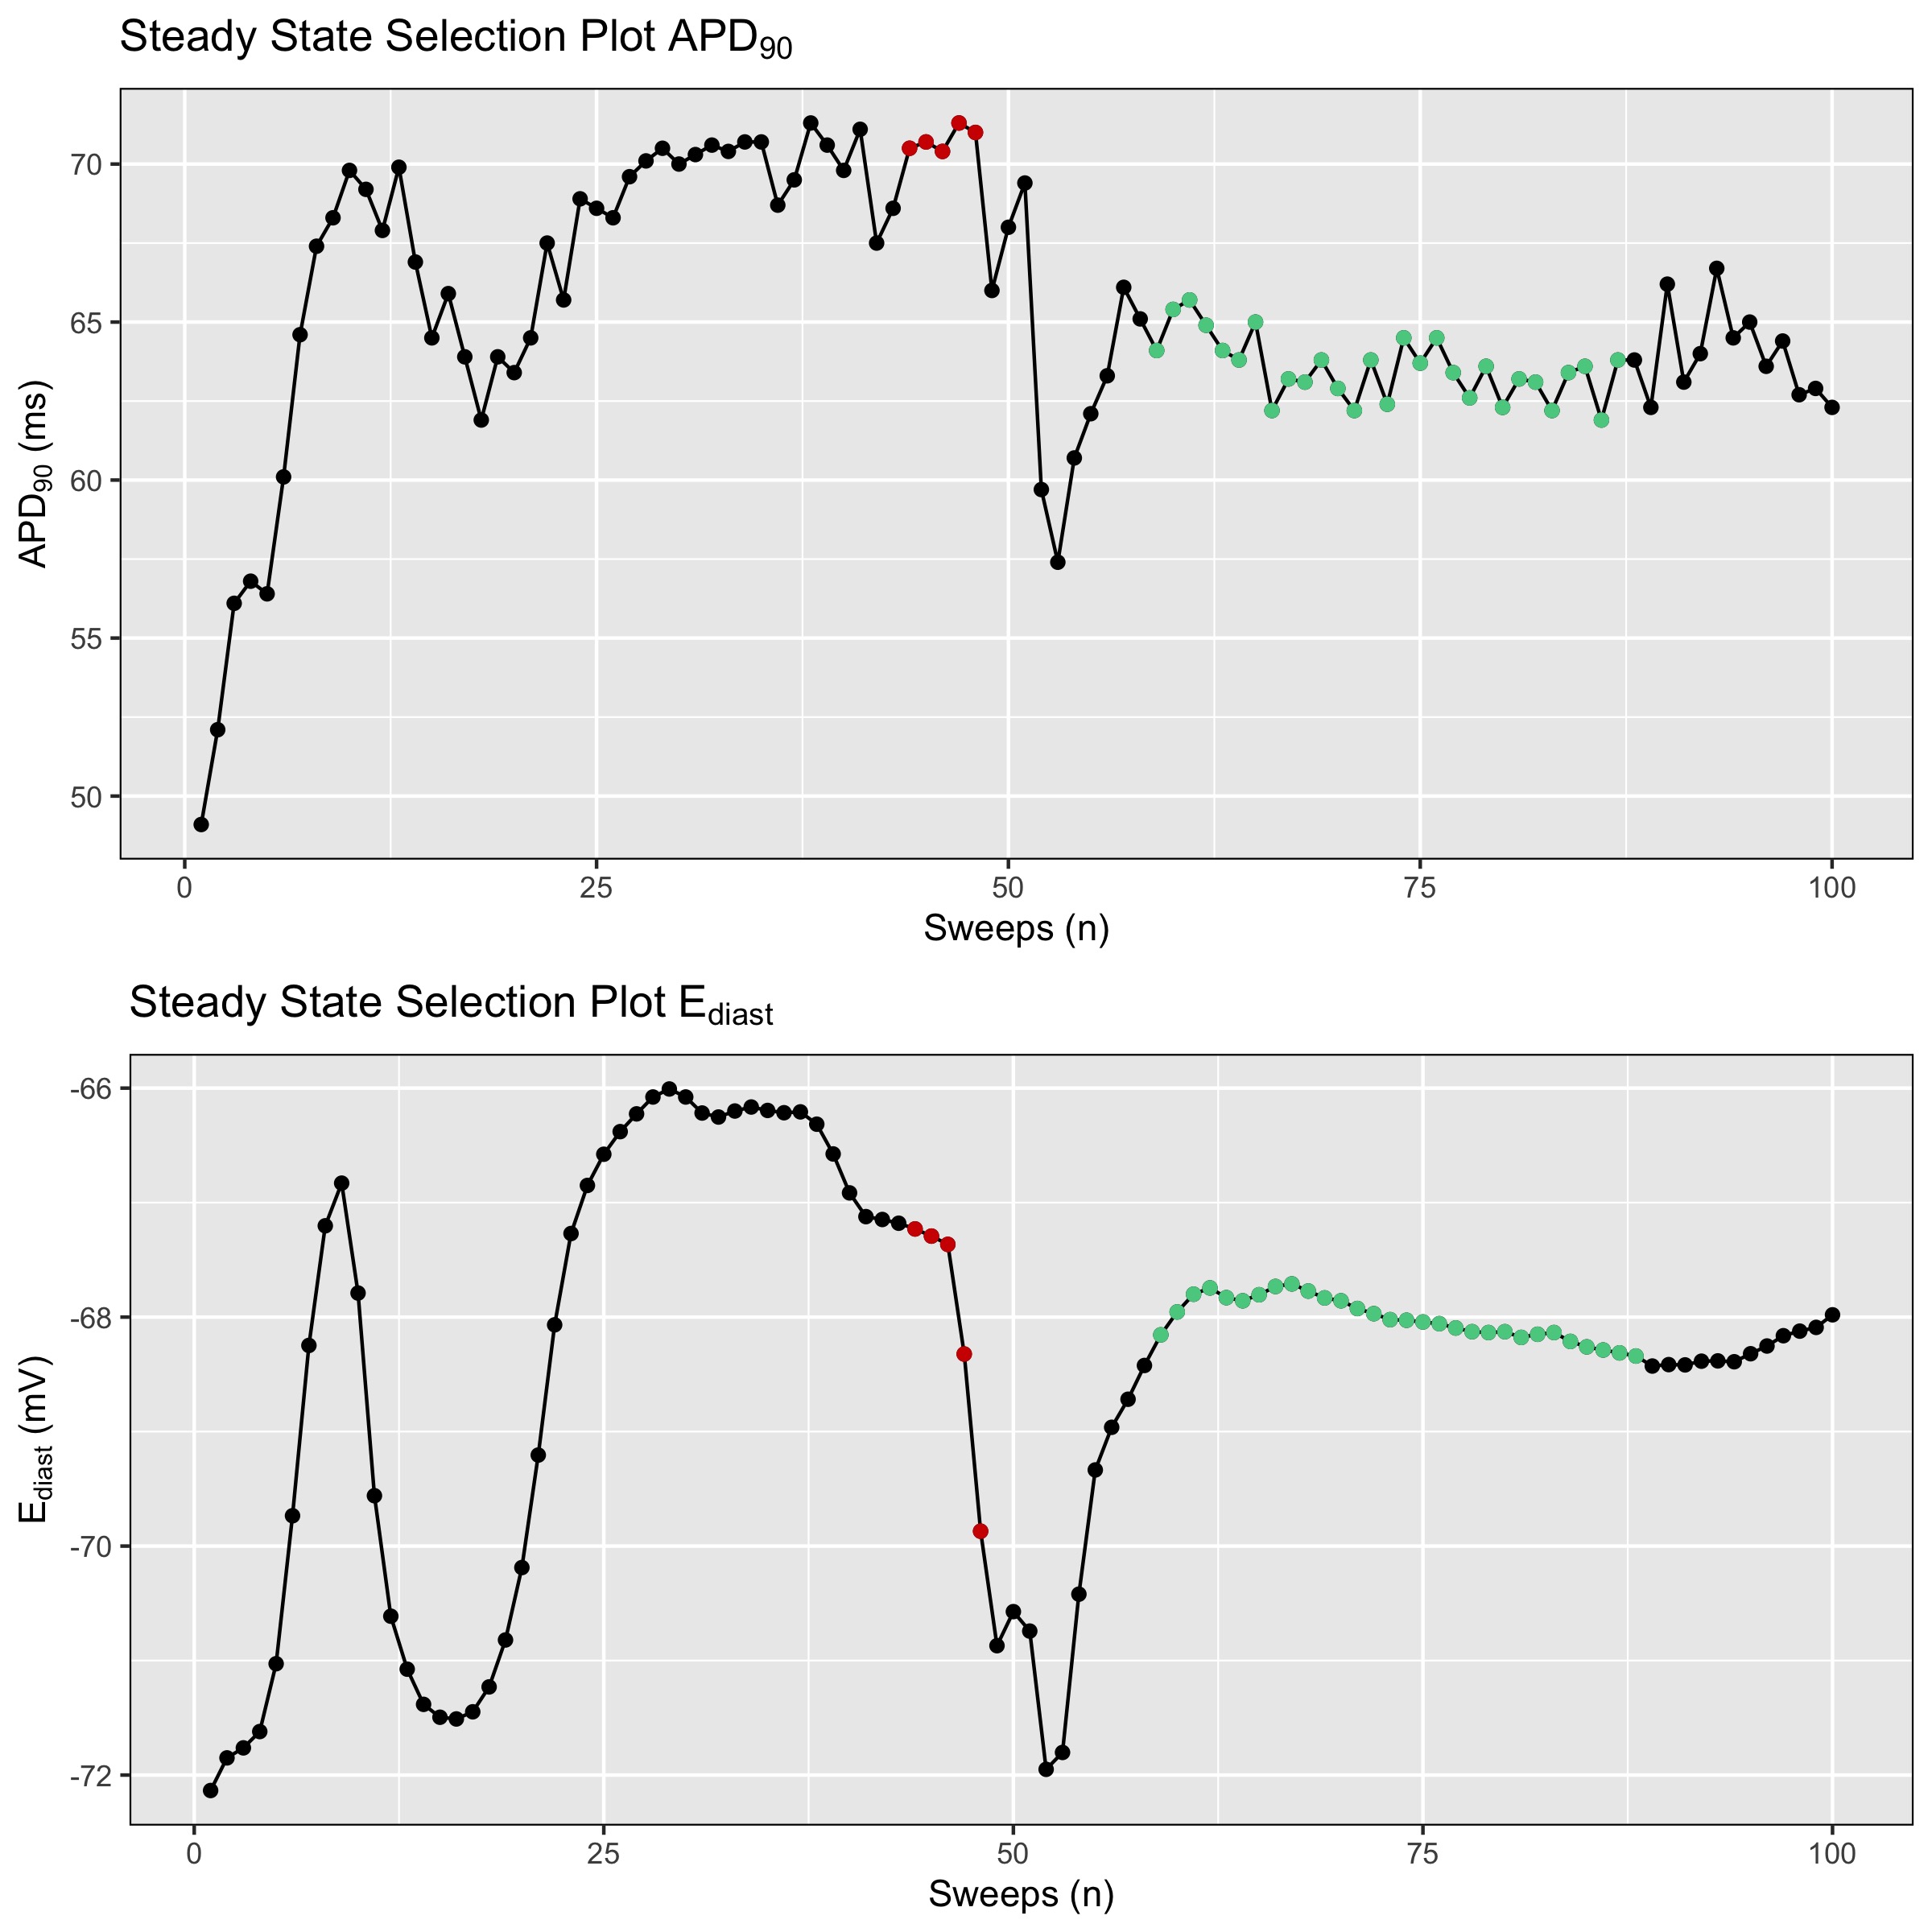 Steady State Selection Plot APD90
70
65
60
55
50
APD90 (ms)
0 25 50 75 100
Sweeps (n)
Steady State Selection Plot Ediast
-66
-68
-70
-72
Ediast (mV)
0 25 50 75 100
Sweeps (n)